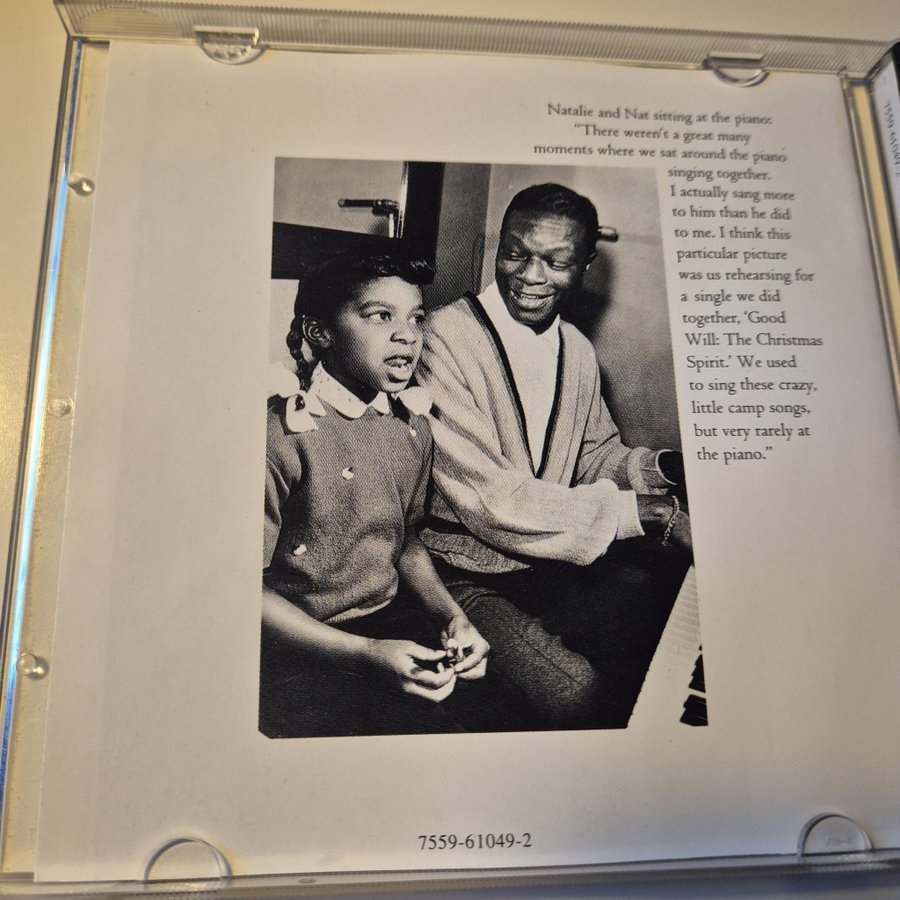 Natalie and Nat sitting at the piano:
“There weren't a great many
moments where we sat around the piano
singing together.
I actually sang more
to him than he did
to me. I think this
particular picture
was us rehearsing for
a single we did
together, ‘Good
Will: The Christmas
Spirit.’ We used
to sing these crazy,
little camp songs,
but very rarely at
the piano.”
7559-61049-2